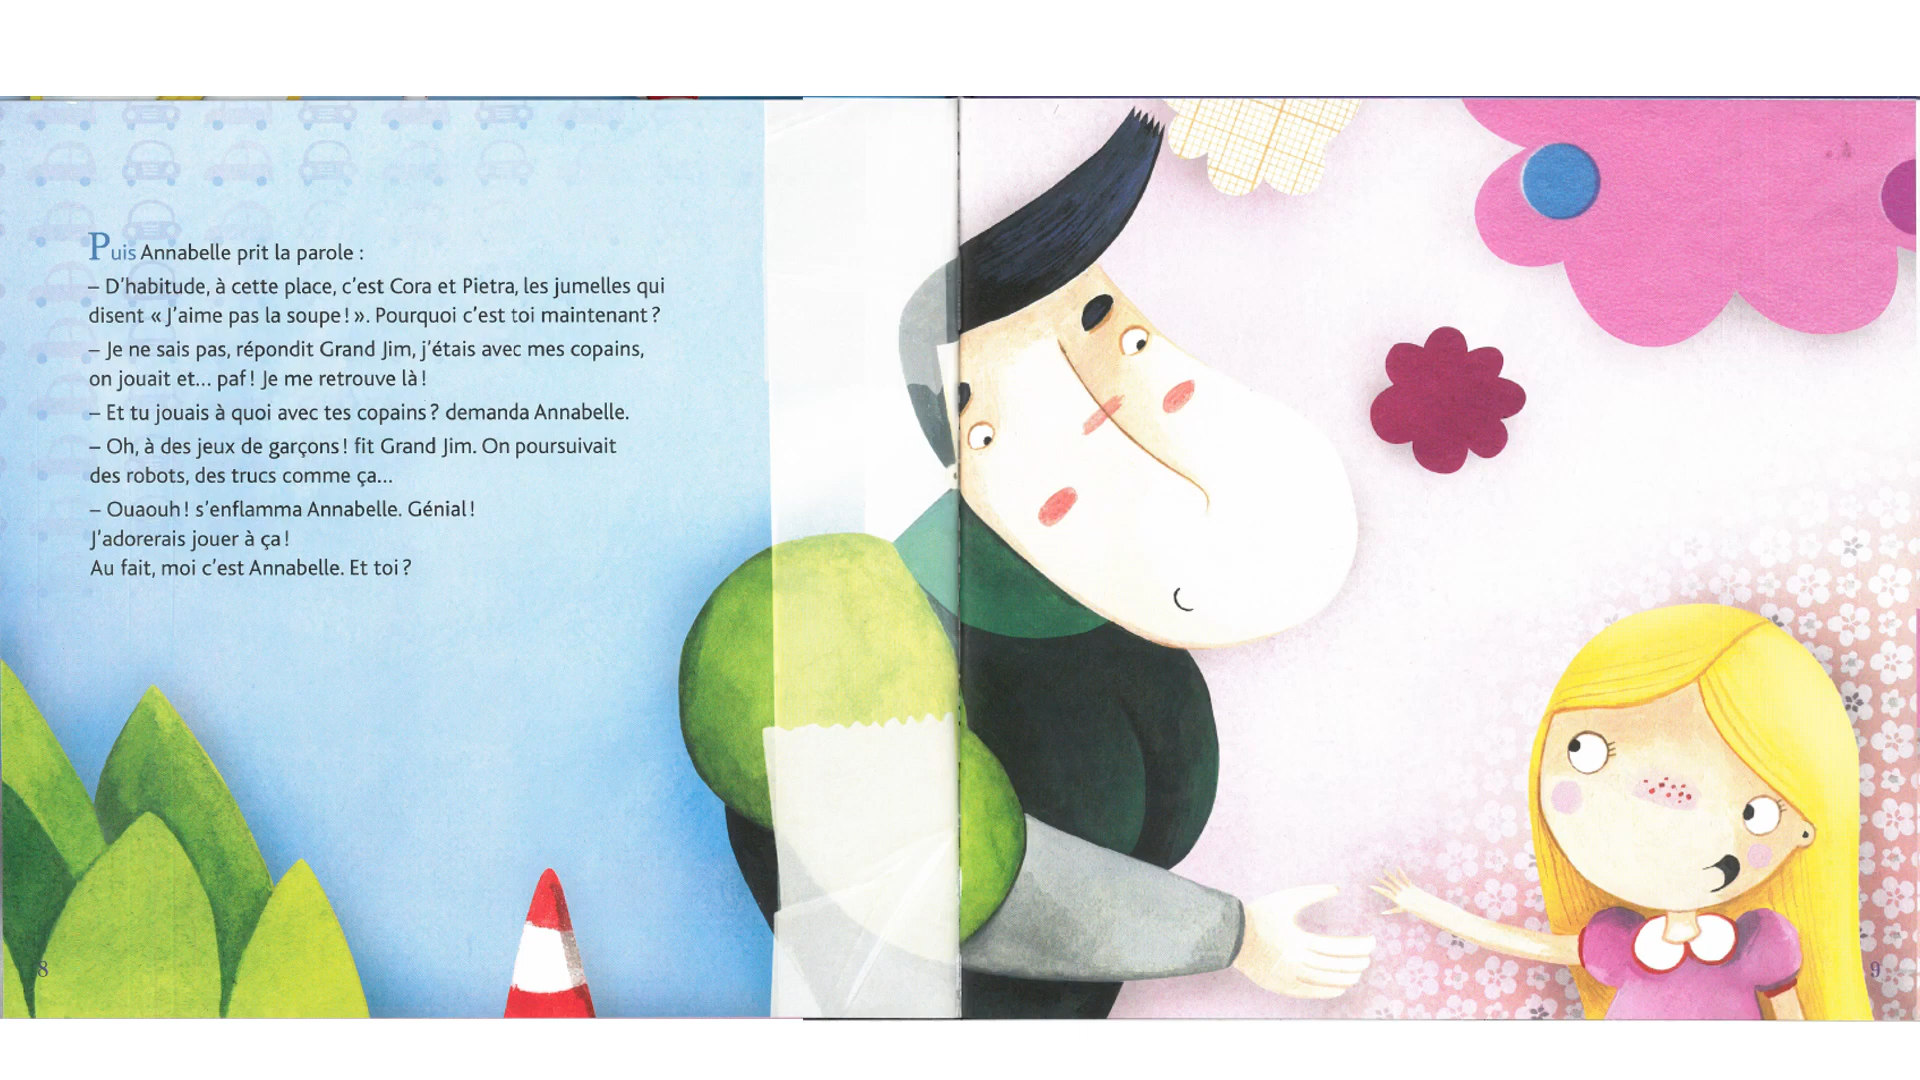 Puis Annabelle prit la parole :
– D’habitude, à cette place, c’est Cora et Pietra, les jumelles qui
disent « J’aime pas la soupe ! ». Pourquoi c’est toi maintenant ?
– Je ne sais pas, répondit Grand Jim, j’étais avec mes copains,
on jouait et... paf ! Je me retrouve là !
– Et tu jouais à quoi avec tes copains ? demanda Annabelle.
– Oh, à des jeux de garçons ! fit Grand Jim. On poursuivait
des robots, des trucs comme ça...
– Ouaouh ! s’enflamma Annabelle. Génial !
J’adorerais jouer à ça !
Au fait, moi c’est Annabelle. Et toi ?
8
9